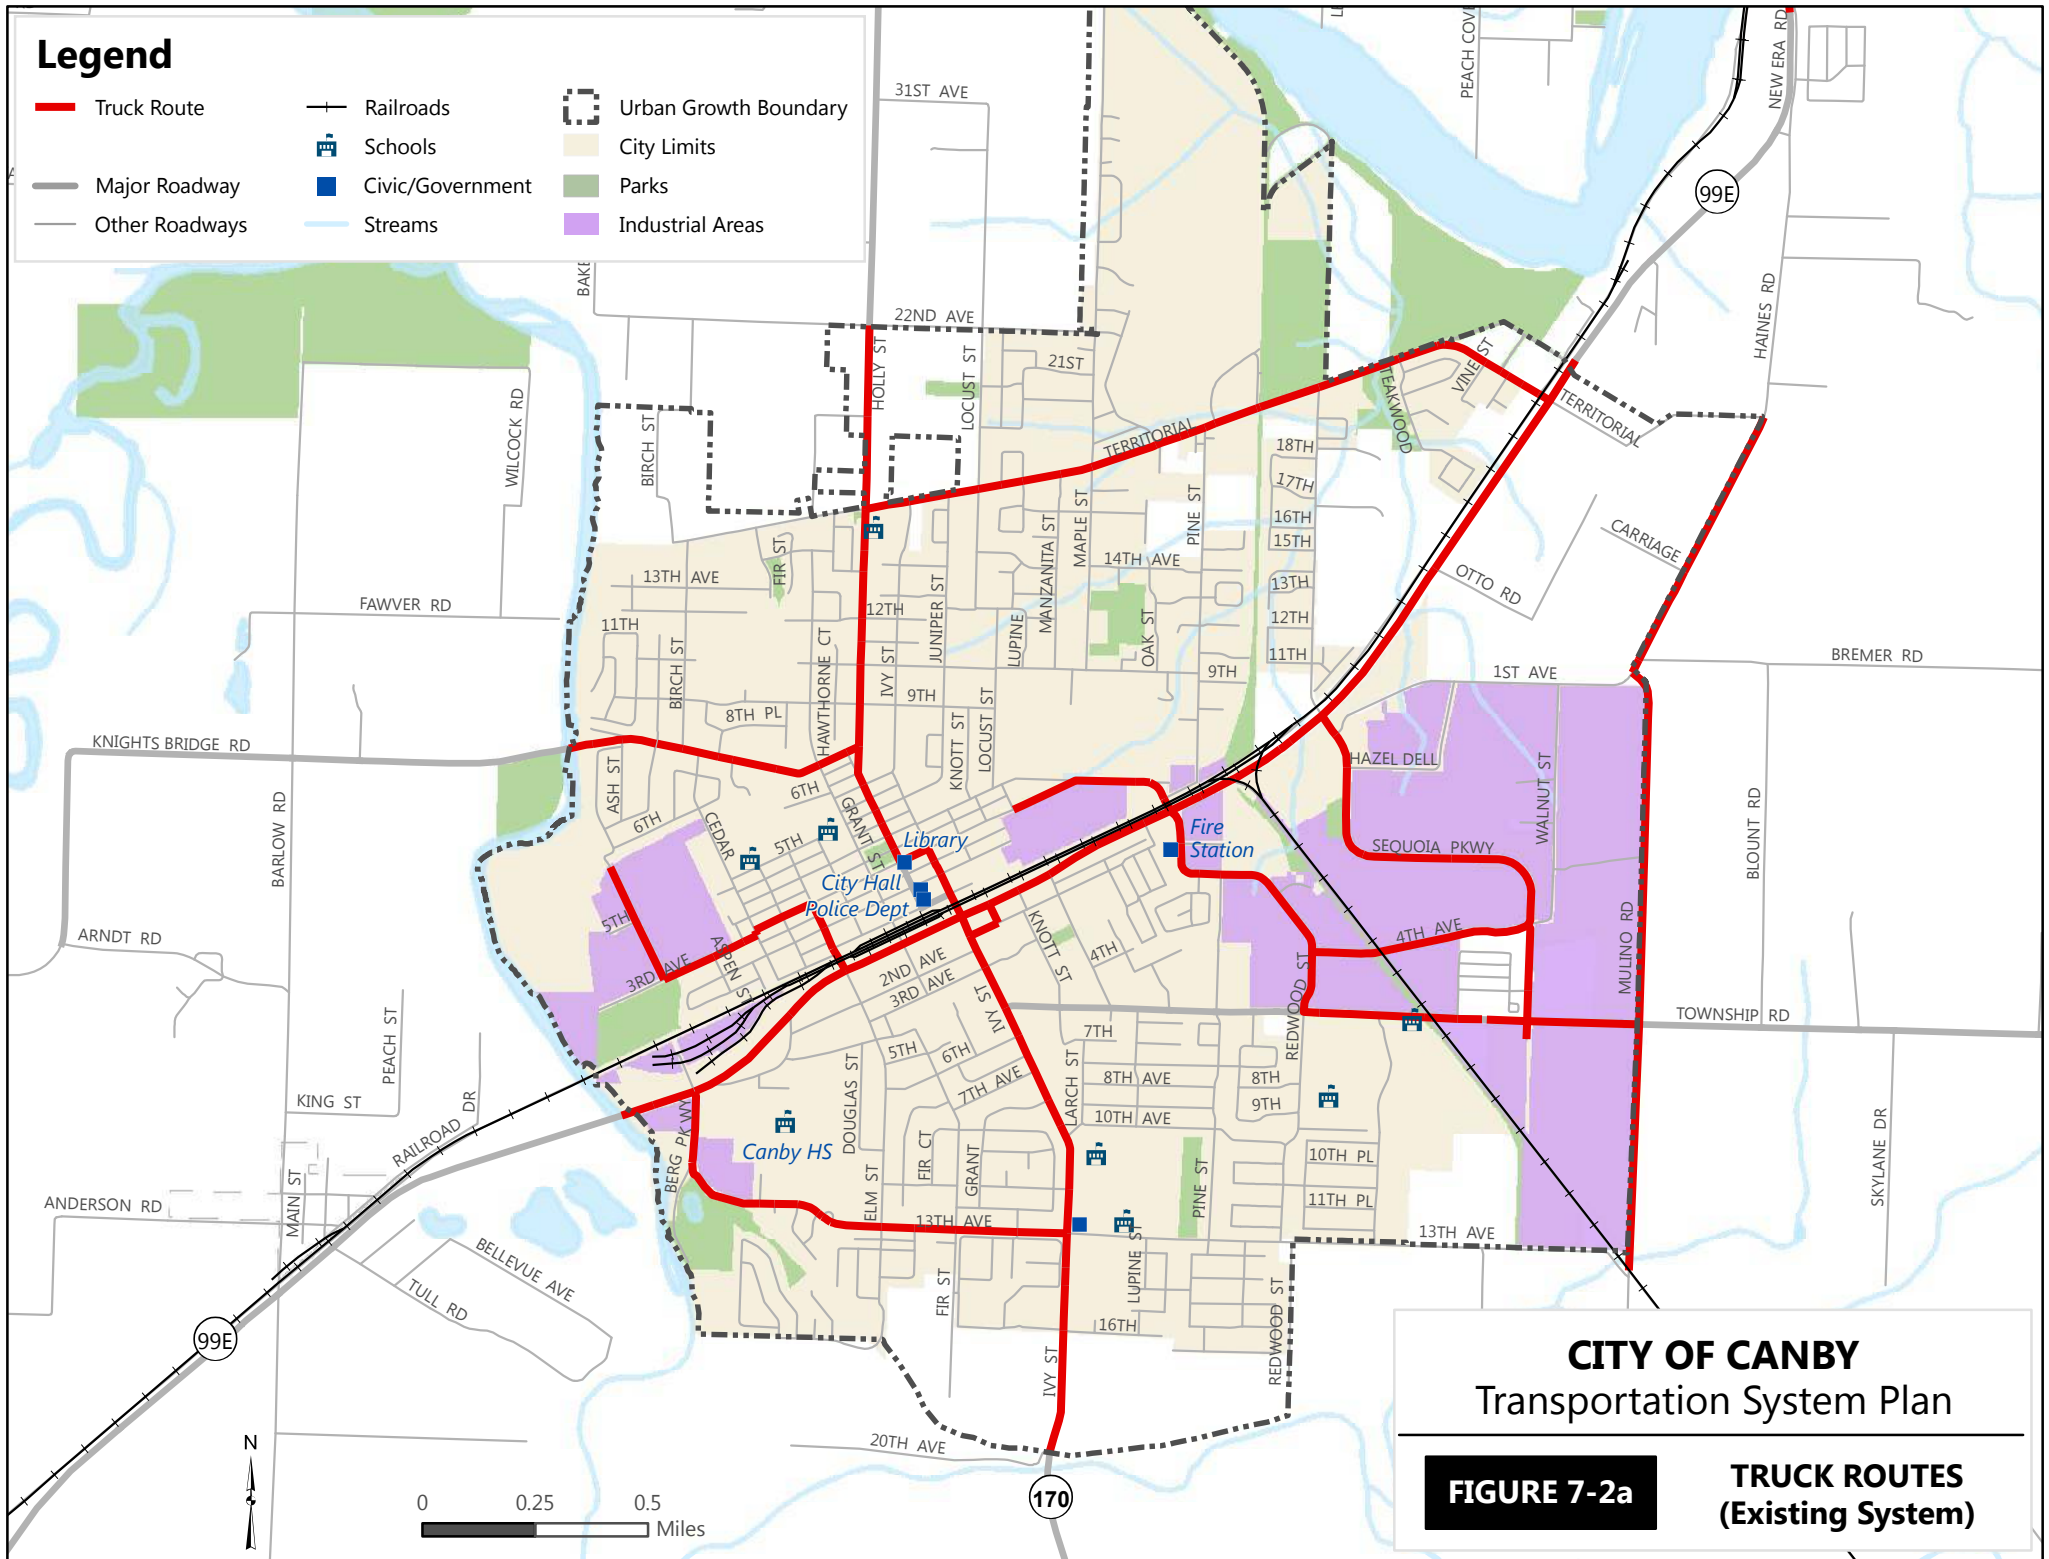 Legend
Truck Route
Railroads
Urban Growth Boundary
Schools
City Limits
Major Roadway
Civic/Government
Parks
Other Roadways
Streams
Industrial Areas
31ST AVE
PEACH COV
NEW ERA RD
99E
BAKE
22ND AVE
HAINES RD
HOLLY ST
LOCUST ST
21ST
VINE ST
TEAKWOOD
TERRITORIAL
TERRITORIAL
WILCOCK RD
BIRCH ST
18TH
17TH
16TH
15TH
PINE ST
MAPLE ST
MANZANITA ST
CARRIAGE
14TH AVE
OTTO RD
FIR ST
13TH AVE
13TH
FAWVER RD
12TH
JUNIPER ST
LUPINE
OAK ST
12TH
11TH
11TH
BIRCH ST
HAWTHORNE CT
IVY ST
9TH
1ST AVE
BREMER RD
9TH
8TH PL
KNOTT ST
LOCUST ST
KNIGHTS BRIDGE RD
HAZEL DELL
WALNUT ST
ASH ST
6TH
GRANT ST
BARLOW RD
6TH
CEDAR
5TH
Library
Fire
Station
SEQUOIA PKWY
BLOUNT RD
City Hall
Police Dept
5TH
ARNDT RD
ASPEN ST
3RD AVE
2ND AVE
3RD AVE
KNOTT ST
4TH
4TH AVE
MULINO RD
REDWOOD ST
IVY ST
TOWNSHIP RD
PEACH ST
7TH
5TH
6TH
DOUGLAS ST
7TH AVE
LARCH ST
8TH AVE
8TH
KING ST
9TH
10TH AVE
RAILROAD DR
BERG PKWY
Canby HS
FIR CT
GRANT
10TH PL
PINE ST
11TH PL
SKYLANE DR
ANDERSON RD
MAIN ST
ELM ST
13TH AVE
13TH AVE
LUPINE ST
BELLEVUE AVE
TULL RD
FIR ST
REDWOOD ST
16TH
99E
IVY ST
20TH AVE
170
N
0 0.25 0.5
Miles
CITY OF CANBY
Transportation System Plan
FIGURE 7-2a
TRUCK ROUTES
(Existing System)